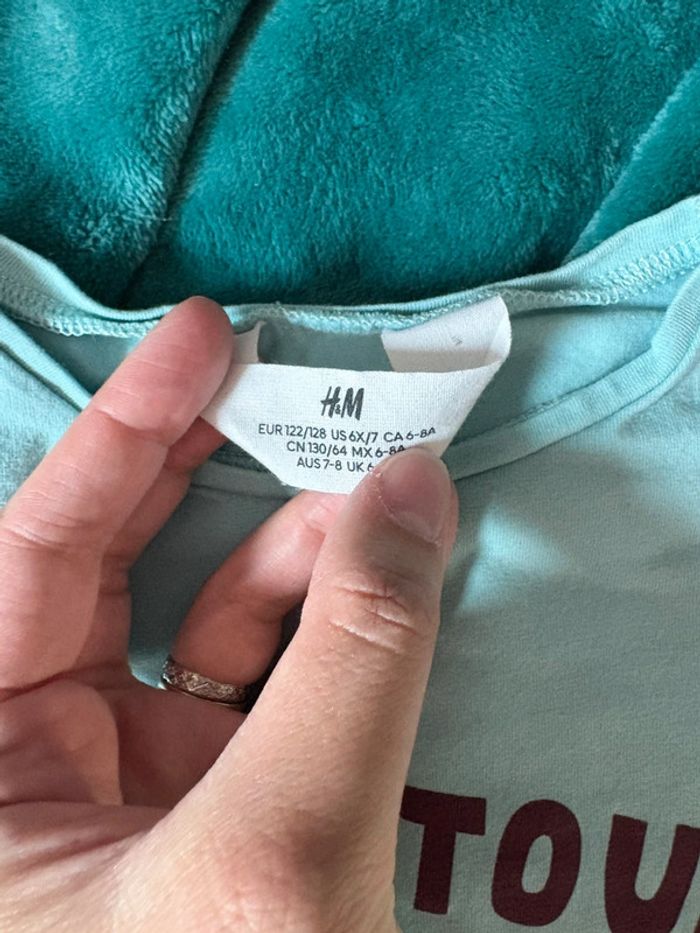 H&M
EUR 122/128 US 6X/7 CA 6-8A
CN 130/64 MX 6-8A
AUS 7-8 UK 6
TOU